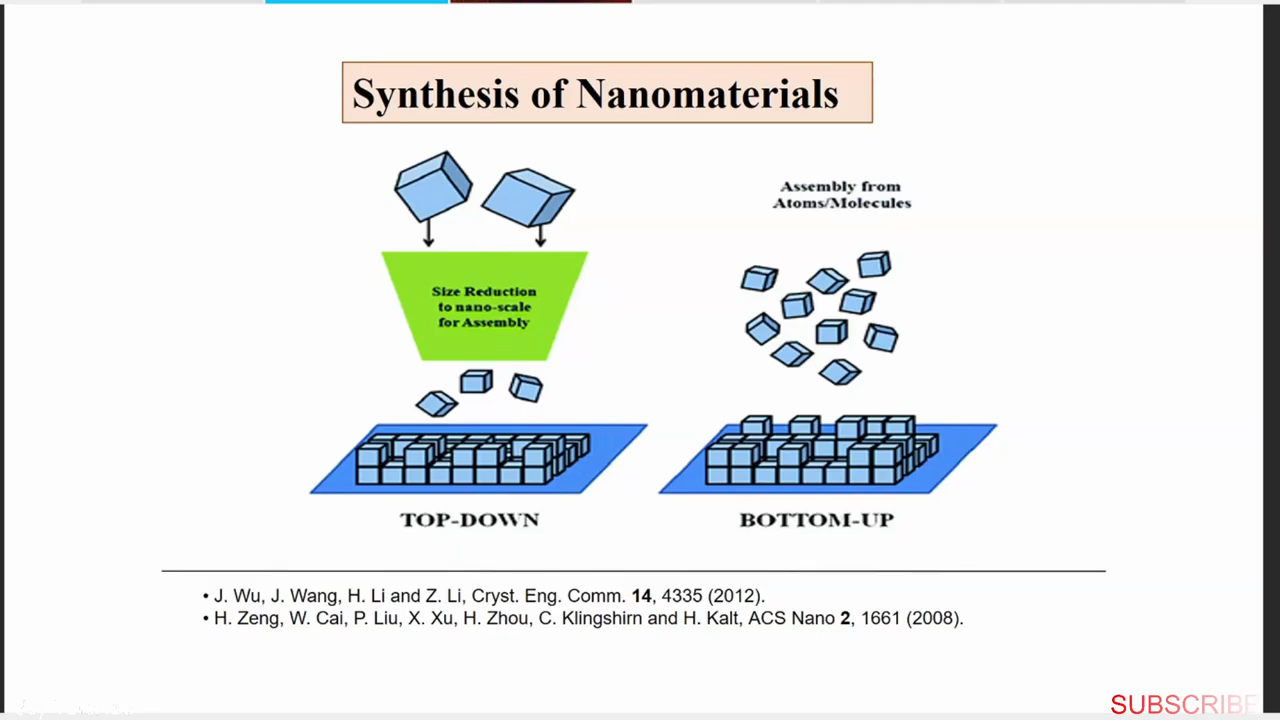 Synthesis of Nanomaterials
Size Reduction
to nano-scale
for Assembly
TOP-DOWN
Assembly from
Atoms/Molecules
BOTTOM-UP
• J. Wu, J. Wang, H. Li and Z. Li, Cryst. Eng. Comm. 14, 4335 (2012).
• H. Zeng, W. Cai, P. Liu, X. Xu, H. Zhou, C. Klingshirn and H. Kalt, ACS Nano 2, 1661 (2008).
SUBSCRIBE